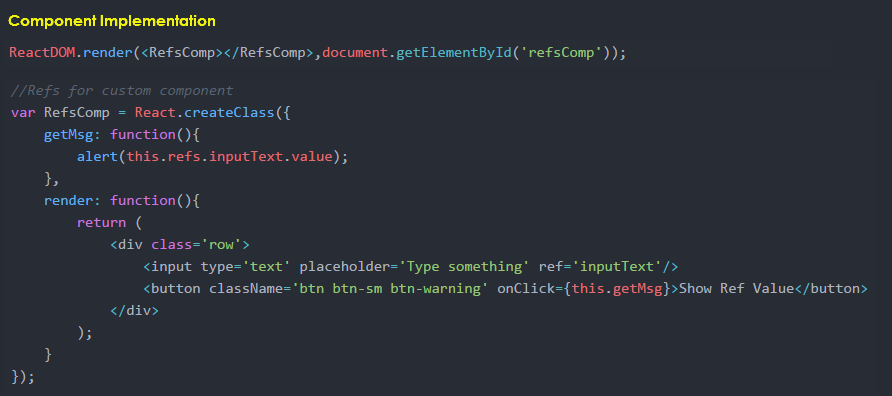 Component Implementation
ReactDOM.render(<RefsComp></RefsComp>,document.getElementById('refsComp'));
//Refs for custom component
var RefsComp = React.createClass({
    getMsg: function(){
        alert(this.refs.inputText.value);
    },
    render: function(){
        return (
            <div class='row'>
                <input type='text' placeholder='Type something' ref='inputText'/>
                <button className='btn btn-sm btn-warning' onClick={this.getMsg}>Show Ref Value</button>
            </div>
        );
    }
});